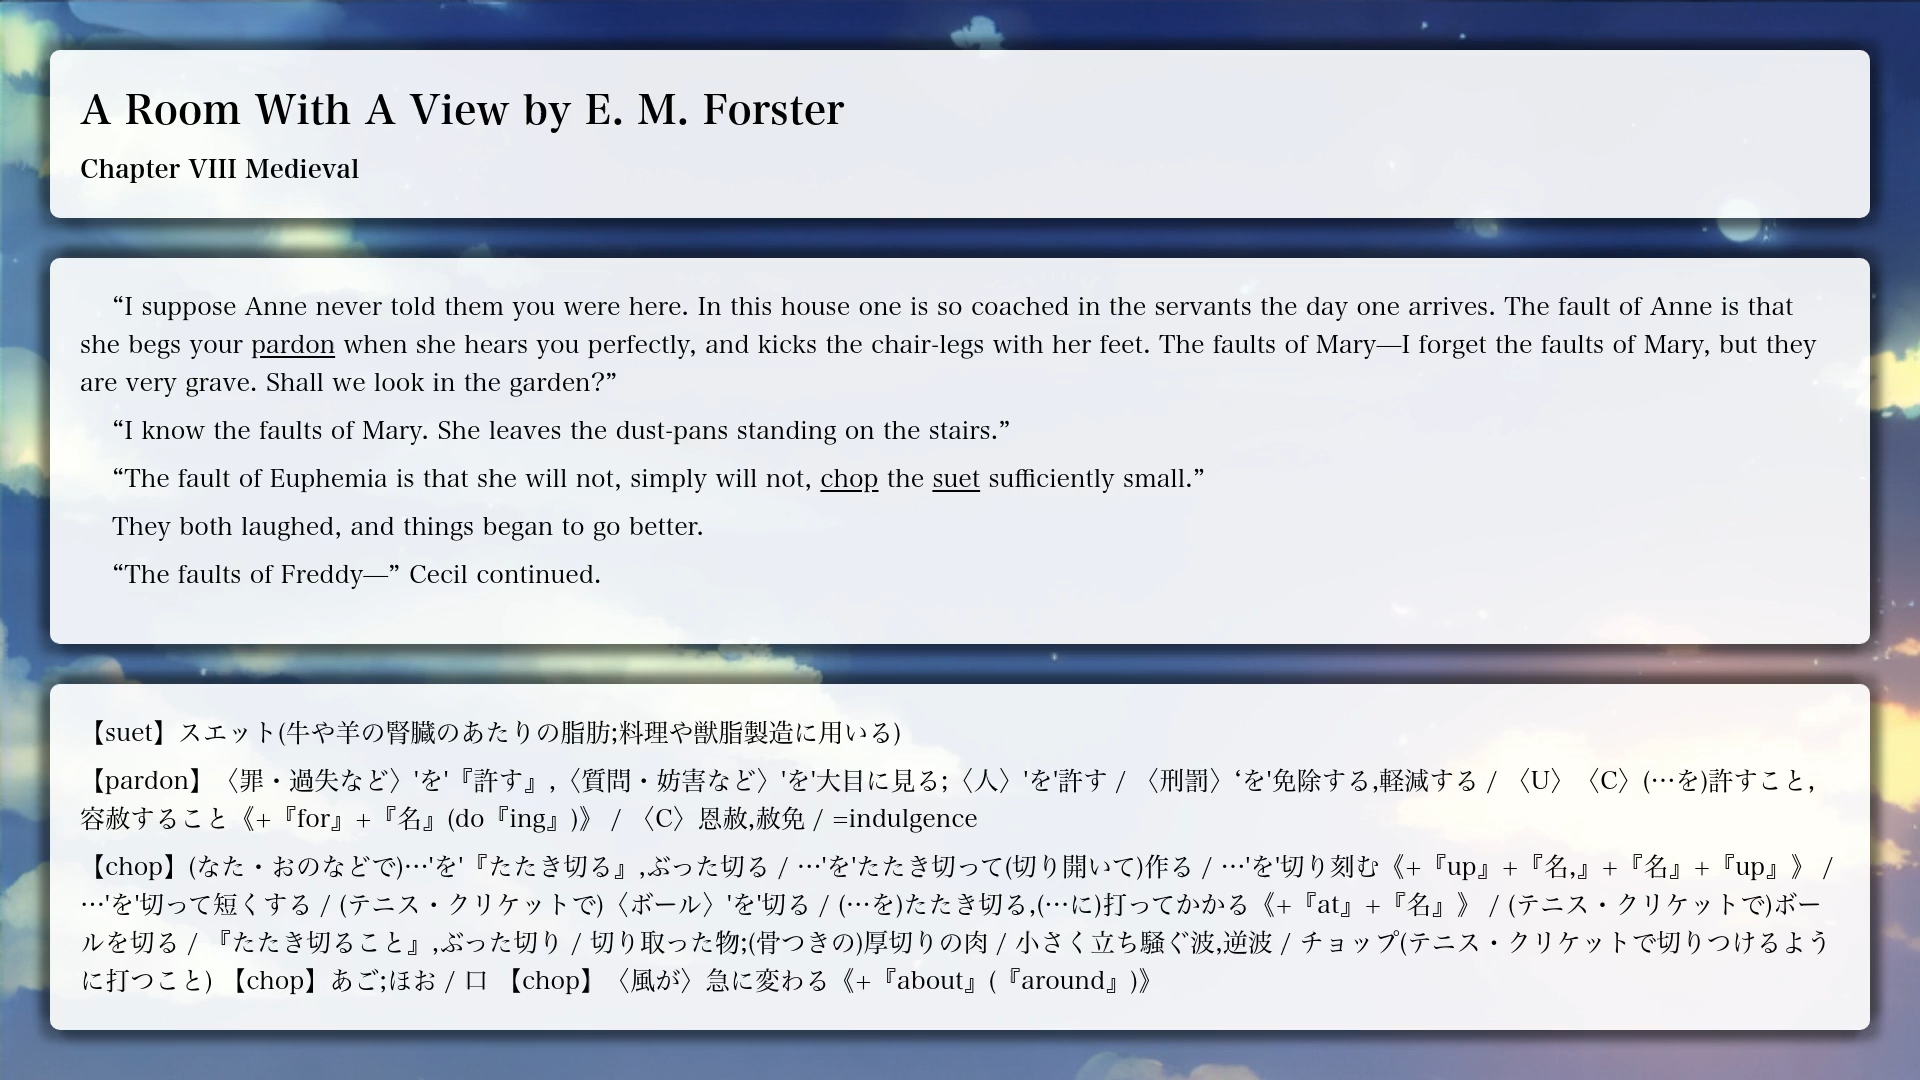 A Room With A View by E. M. Forster
Chapter VIII Medieval
“I suppose Anne never told them you were here. In this house one is so coached in the servants the day one arrives. The fault of Anne is that
she begs your pardon when she hears you perfectly, and kicks the chair-legs with her feet. The faults of Mary—I forget the faults of Mary, but they
are very grave. Shall we look in the garden?”
“I know the faults of Mary. She leaves the dust-pans standing on the stairs.”
“The fault of Euphemia is that she will not, simply will not, chop the suet sufficiently small.”
They both laughed, and things began to go better.
“The faults of Freddy—” Cecil continued.
【suet】スエット(牛や羊の腎臓のあたりの脂肪;料理や獣脂製造に用いる)
【pardon】〈罪・過失など〉'を'『許す』,〈質問・妨害など〉'を'大目に見る;〈人〉'を'許す / 〈刑罰〉‘を'免除する,軽減する / 〈U〉〈C〉(…を)許すこと,
容赦すること《+『for』+『名』(do『ing』)》 / 〈C〉恩赦,赦免 / =indulgence
【chop】(なた・おのなどで)…'を'『たたき切る』,ぶった切る / …'を'たたき切って(切り開いて)作る / …'を'切り刻む《+『up』+『名,』+『名』+『up』》 /
…'を'切って短くする / (テニス・クリケットで)〈ボール〉'を'切る / (…を)たたき切る,(…に)打ってかかる《+『at』+『名』》 / (テニス・クリケットで)ボー
ルを切る / 『たたき切ること』,ぶった切り / 切り取った物;(骨つきの)厚切りの肉 / 小さく立ち騒ぐ波,逆波 / チョップ(テニス・クリケットで切りつけるよう
に打つこと) 【chop】あご;ほお / 口 【chop】〈風が〉急に変わる《+『about』(『around』)》